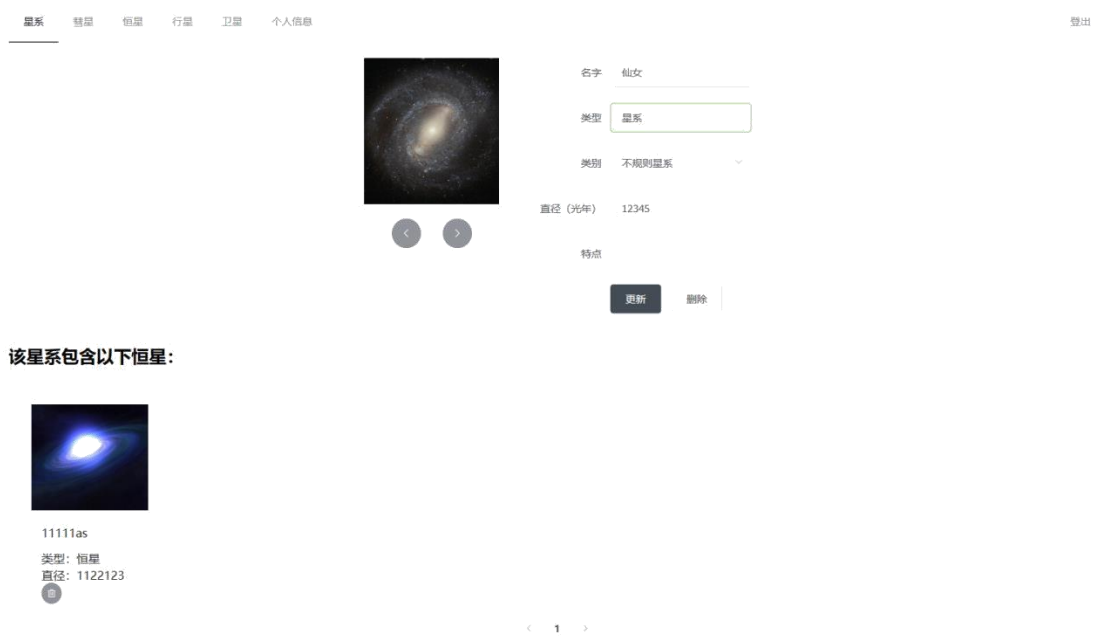 星系 彗星 恒星 行星 卫星 个人信息 登出
名字 仙女
类型 星系
类别 不规则星系
直径（光年） 12345
特点
更新 删除
该星系包含以下恒星：
11111as
类型：恒星
直径：1122123
1